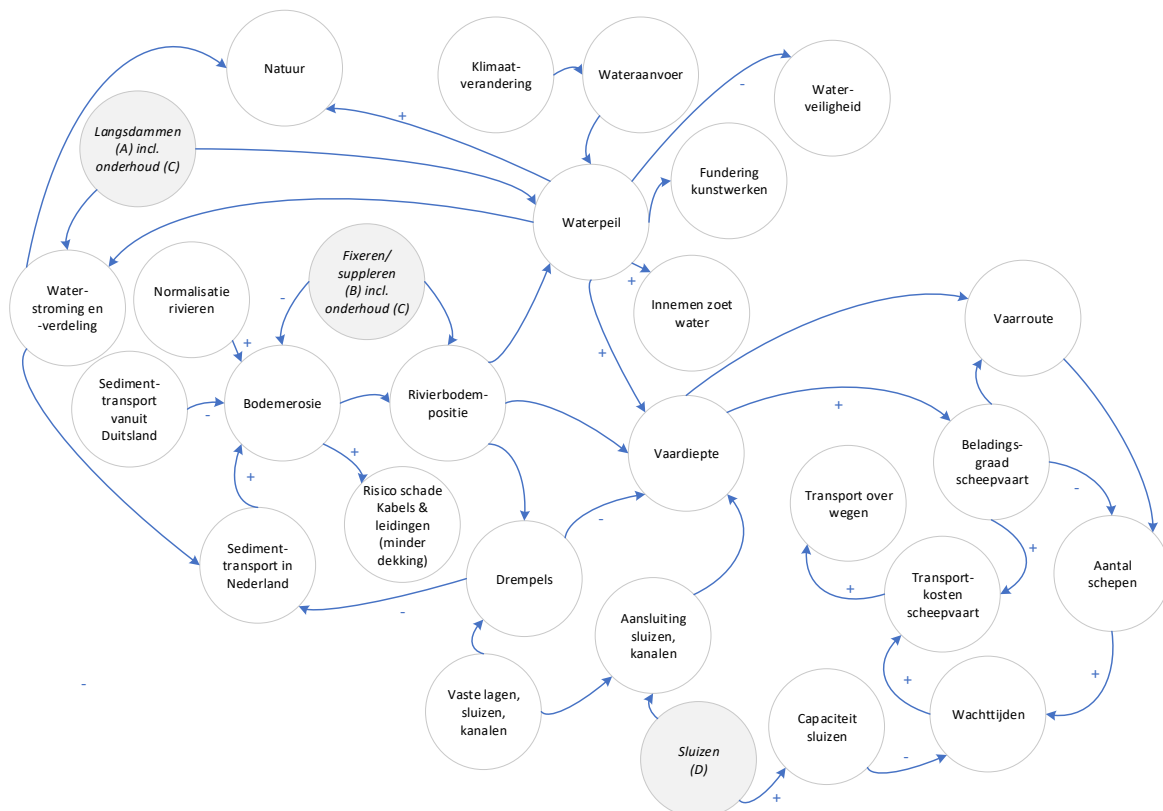 Natuur
Klimaat-
verandering
Wateraanvoer
Water-
veiligheid
-
+
Langsdammen
(A) incl.
onderhoud (C)
Fundering
kunstwerken
Waterpeil
Fixeren/
suppleren
(B) incl.
onderhoud (C)
Water-
stroming en
-verdeling
Normalisatie
rivieren
+
Innemen zoet
water
-
Vaarroute
+
+
Sediment-
transport
vanuit
Duitsland
-
Bodemerosie
Rivierbodem-
positie
+
Vaardiepte
Beladings-
graad
scheepvaart
+
+
Risico schade
Kabels &
leidingen
(minder
dekking)
-
Transport over
wegen
-
+
Sediment-
transport in
Nederland
Drempels
-
+
Transport-
kosten
scheepvaart
Aantal
schepen
Aansluiting
sluizen,
kanalen
-
Vaste lagen,
sluizen,
kanalen
+
+
Sluizen
(D)
+
Capaciteit
sluizen
-
Wachttijden